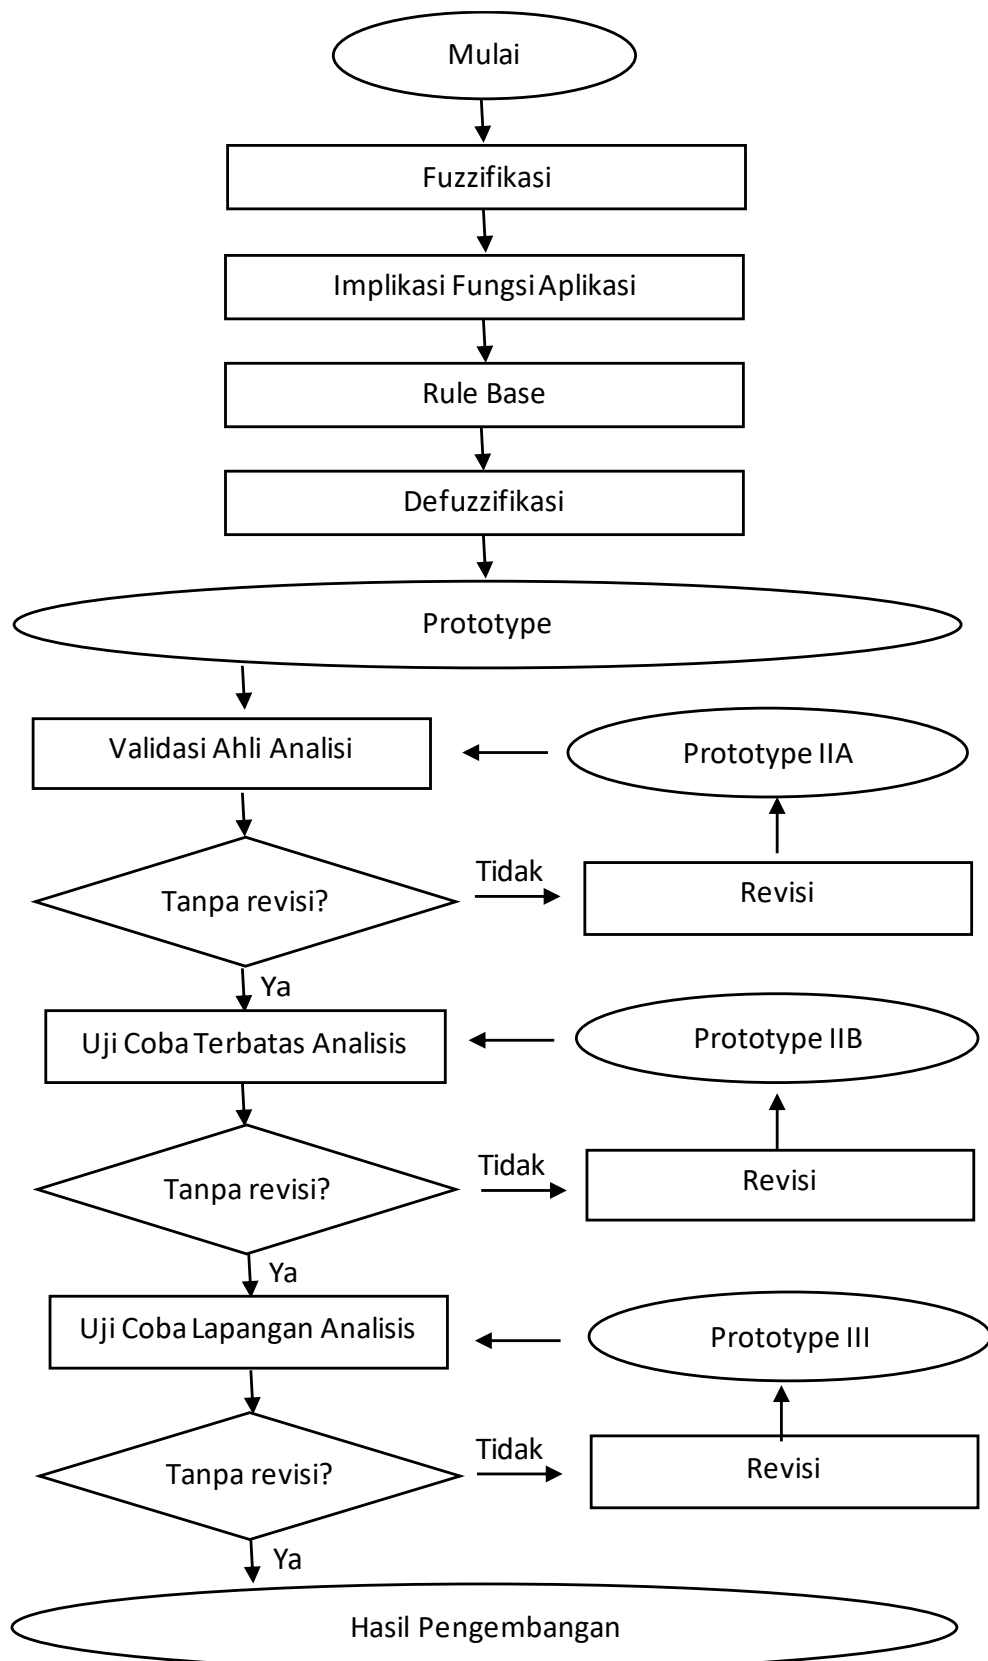 Mulai
Fuzzifikasi
Implikasi Fungsi Aplikasi
Rule Base
Defuzzifikasi
Prototype
Validasi Ahli Analisi
Prototype IIA
Tanpa revisi?
Tidak
Revisi
Ya
Uji Coba Terbatas Analisis
Prototype IIB
Tanpa revisi?
Tidak
Revisi
Ya
Uji Coba Lapangan Analisis
Prototype III
Tanpa revisi?
Tidak
Revisi
Ya
Hasil Pengembangan